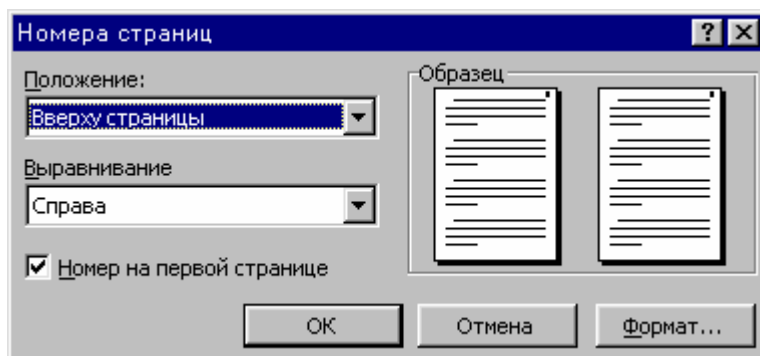 Номера страниц
Положение:
Вверху страницы
Выравнивание
Справа
Номер на первой странице
Образец
ОК
Отмена
Формат...